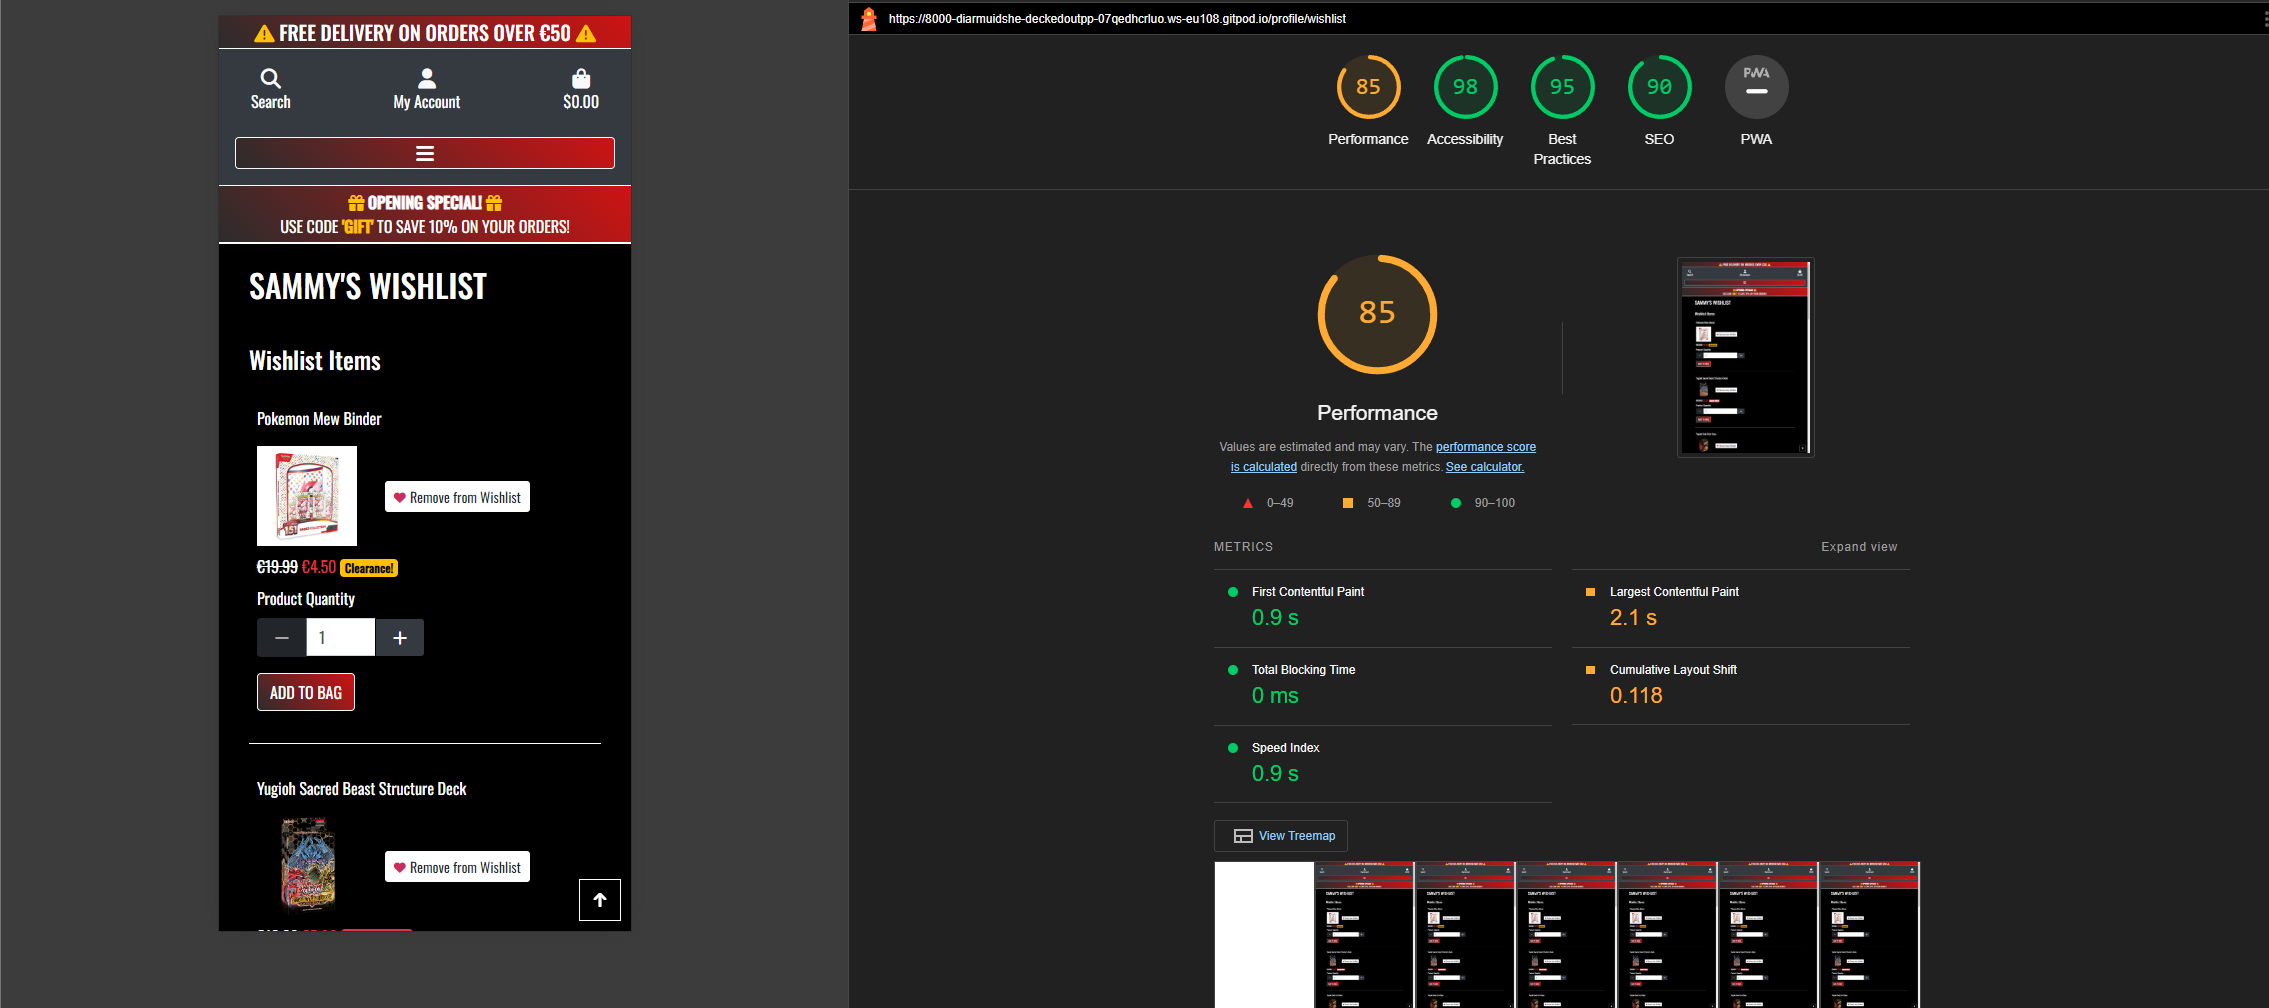 FREE DELIVERY ON ORDERS OVER €50
Search
My Account
$0.00
OPENING SPECIAL!
USE CODE 'GIFT' TO SAVE 10% ON YOUR ORDERS!
SAMMY'S WISHLIST
Wishlist Items
Pokemon Mew Binder
Remove from Wishlist
€19.99 €4.50 Clearance!
Product Quantity
1
ADD TO BAG
Yugioh Sacred Beast Structure Deck
Remove from Wishlist
https://8000-diarmuidshe-deckedoutpp-07qedhcrluo.ws-eu108.gitpod.io/profile/wishlist
85
Performance
98
Accessibility
95
Best
Practices
90
SEO
PWA
PWA
85
Performance
Values are estimated and may vary. The performance score
is calculated directly from these metrics. See calculator.
0–49
50–89
90–100
METRICS
Expand view
First Contentful Paint
0.9 s
Largest Contentful Paint
2.1 s
Total Blocking Time
0 ms
Cumulative Layout Shift
0.118
Speed Index
0.9 s
View Treemap
SAMMY'S WISHLIST